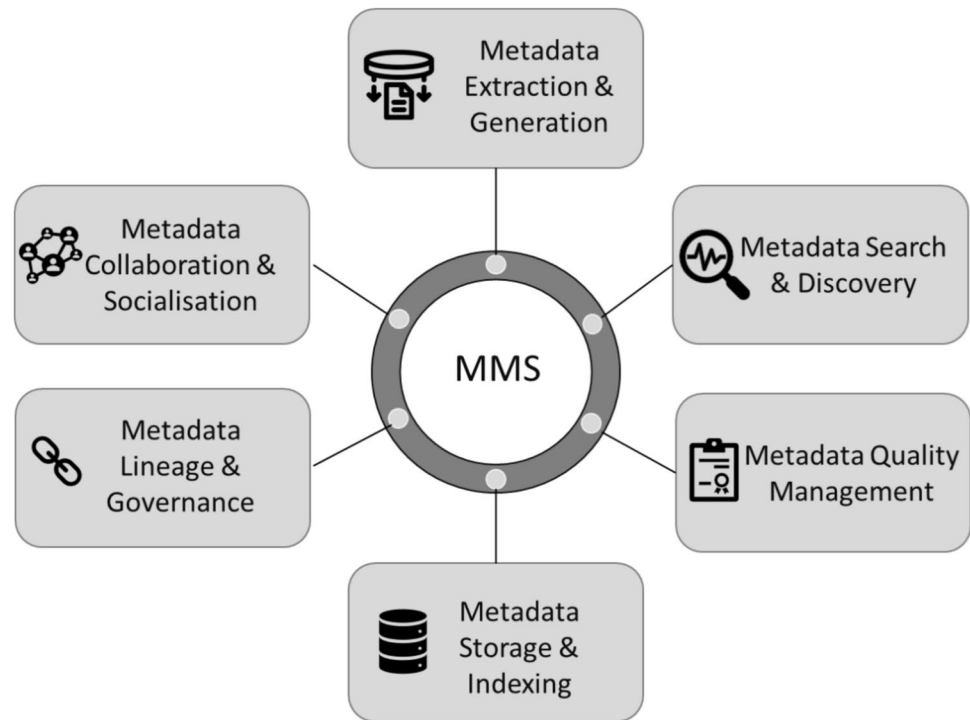 Metadata
Extraction &
Generation
Metadata
Collaboration &
Socialisation
Metadata Search
& Discovery
MMS
Metadata
Lineage &
Governance
Metadata Quality
Management
Metadata
Storage &
Indexing